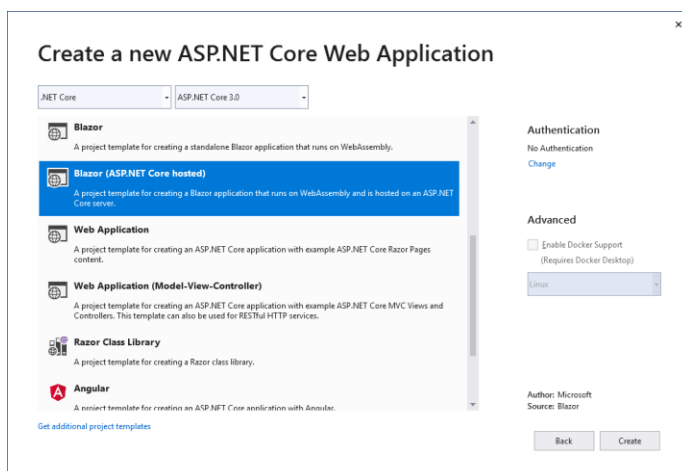 Create a new ASP.NET Core Web Application
.NET Core
ASP.NET Core 3.0
Blazor
A project template for creating a standalone Blazor application that runs on WebAssembly.
Blazor (ASP.NET Core hosted)
A project template for creating a Blazor application that runs on WebAssembly and is hosted on an ASP.NET
Core server.
Web Application
A project template for creating an ASP.NET Core application with example ASP.NET Core Razor Pages
content.
Web Application (Model-View-Controller)
A project template for creating an ASP.NET Core application with example ASP.NET Core MVC Views and
Controllers. This template can also be used for RESTful HTTP services.
Razor Class Library
A project template for creating a Razor class library.
Angular
A project template for creating an ASP.NET Core application with Angular.
Get additional project templates
Authentication
No Authentication
Change
Advanced
Enable Docker Support
(Requires Docker Desktop)
Linux
Author: Microsoft
Source: Blazor
Back
Create